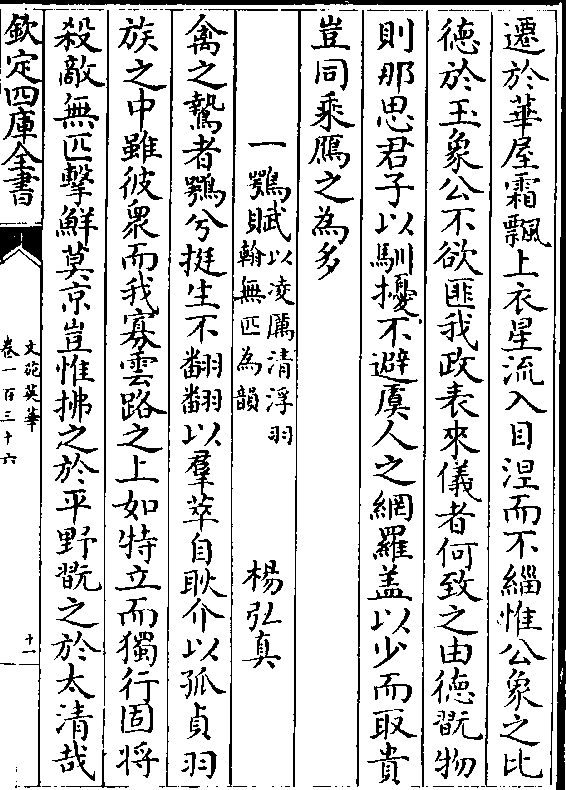 遷於華屋霜飄上衣星流入目涅而不緇惟公象之比
德於玉象公不欲匪我政表來儀者何致之由德翫物
則那思君子以馴擾不避虞人之網羅盖以少而取貴
豈同乘鴈之為多
一鶚賦以凌厲清浮羽
翰無匹為韻
楊弘真
禽之鷙者鶚兮挺生不翻翻以羣萃自耿介以孤貞羽
族之中雖彼衆而我寡雲路之上如特立而獨行固將
殺敵無匹擊鮮莫京豈惟拂之於平野翫之於太清哉
欽定四庫全書
文苑英華
卷一百三十六
十一